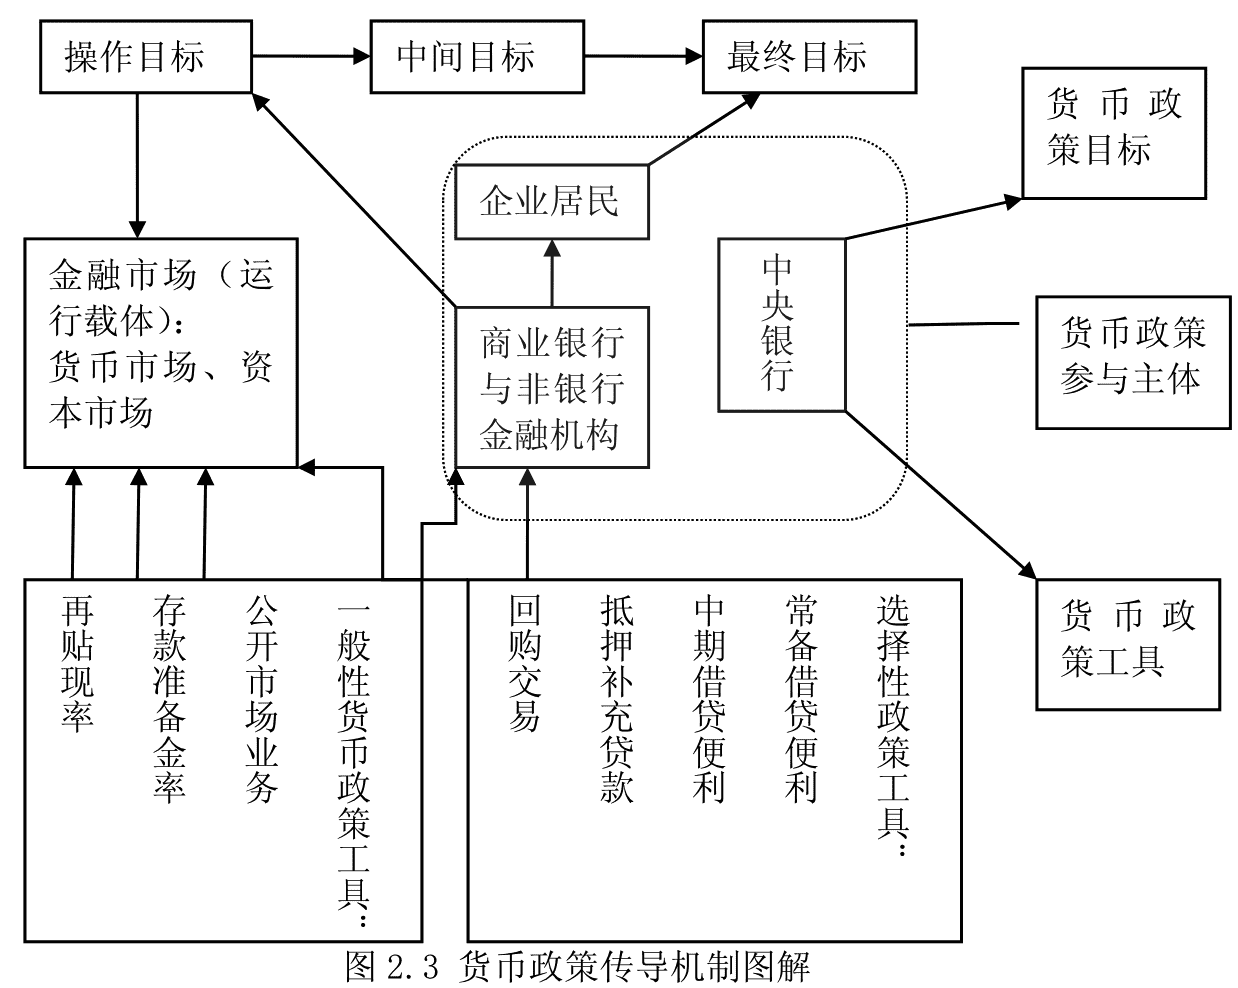 操作目标
中间目标
最终目标
货币政
策目标
企业居民
金融市场（运
行载体）：
货币市场、资
本市场
商业银行
与非银行
金融机构
中央银行
货币政策
参与主体
一般性货币政策工具：
公开市场业务
存款准备金率
再贴现率
选择性政策工具：
常备借贷便利
中期借贷便利
抵押补充贷款
回购交易
货币政
策工具
图 2.3 货币政策传导机制图解